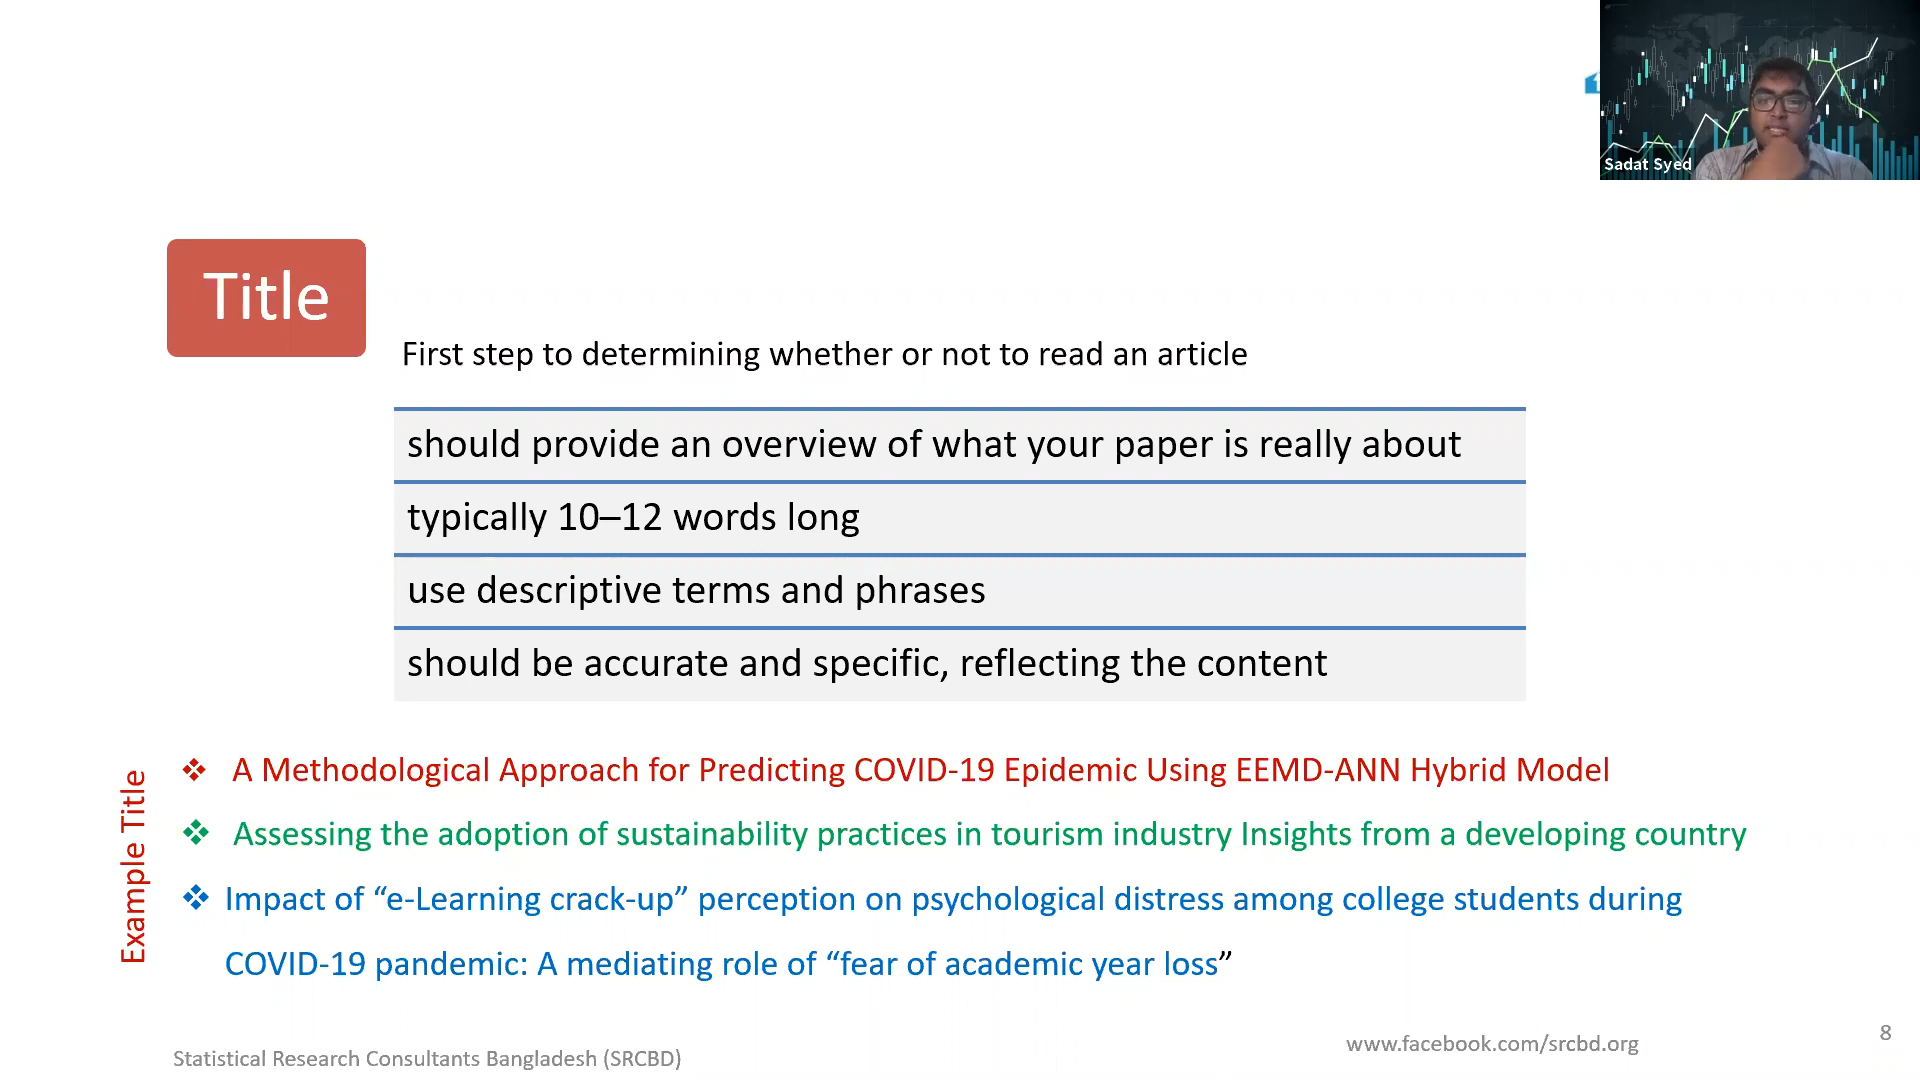 Sadat Syed
Title
First step to determining whether or not to read an article
should provide an overview of what your paper is really about
typically 10–12 words long
use descriptive terms and phrases
should be accurate and specific, reflecting the content
Example Title
A Methodological Approach for Predicting COVID-19 Epidemic Using EEMD-ANN Hybrid Model
Assessing the adoption of sustainability practices in tourism industry Insights from a developing country
Impact of “e-Learning crack-up” perception on psychological distress among college students during
COVID-19 pandemic: A mediating role of “fear of academic year loss”
Statistical Research Consultants Bangladesh (SRCBD)
www.facebook.com/srcbd.org
8